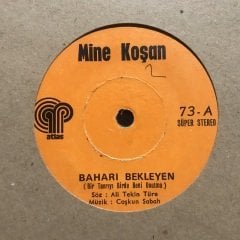 Mine Koşan
2
73-A
SÜPER STEREO
atlas
BAHARI BEKLEYEN
(Bir Tanrıyı Birde Beni Unutma)
Söz : Ali Tekin Türe
Müzik : Coşkun Sabah